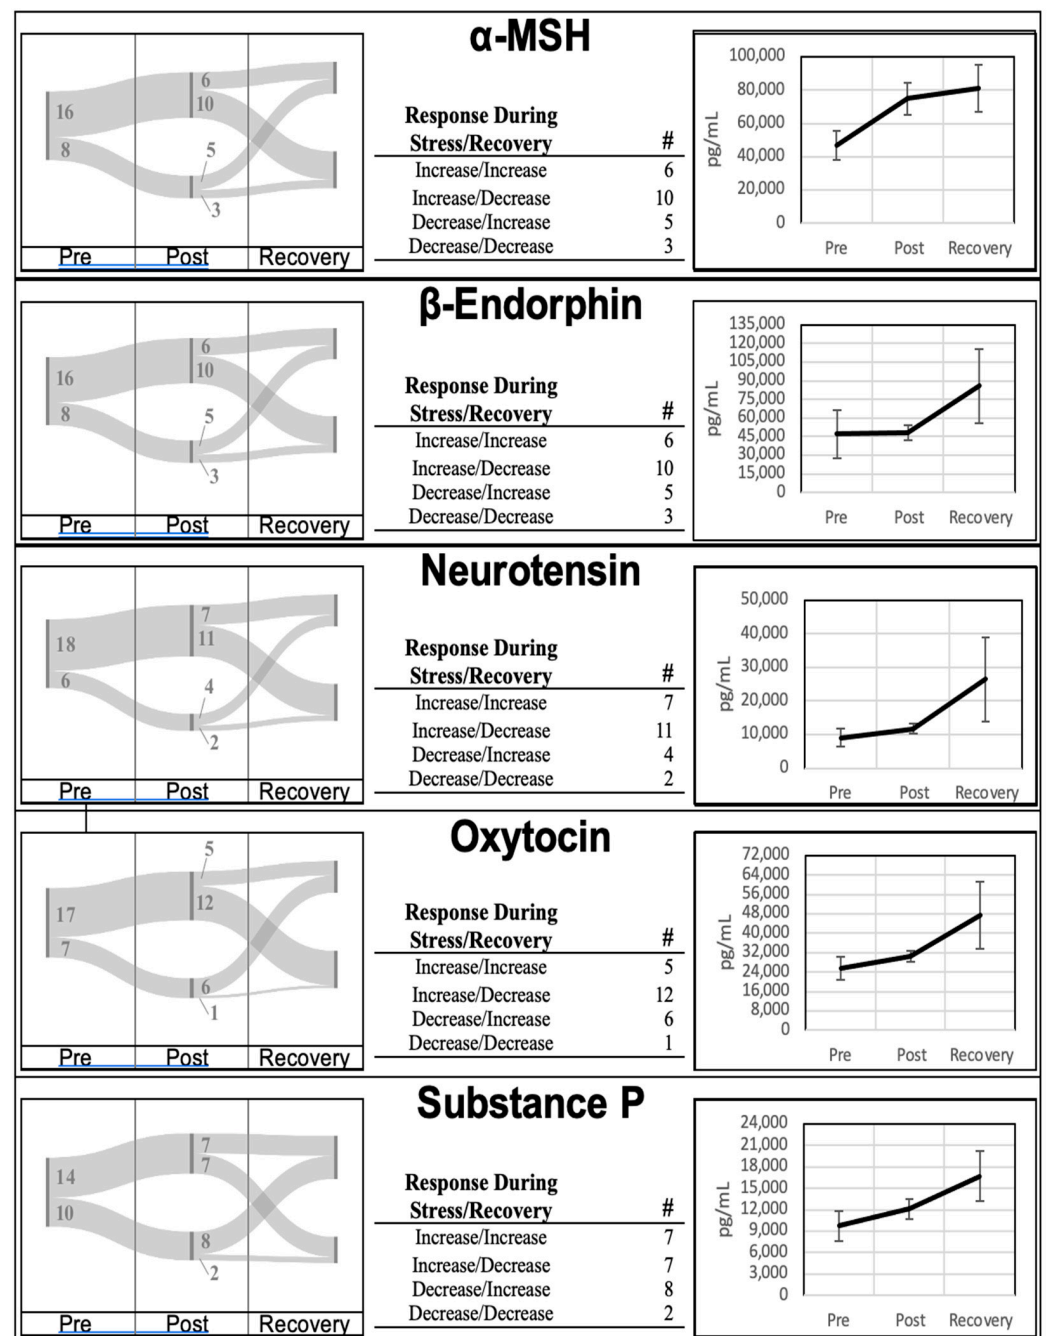 α-MSH
16
8
6
10
5
3
Pre Post Recovery
Response During
Stress/Recovery #
Increase/Increase 6
Increase/Decrease 10
Decrease/Increase 5
Decrease/Decrease 3
pg/mL
100,000
80,000
60,000
40,000
20,000
0
Pre Post Recovery
β-Endorphin
16
8
6
10
5
3
Pre Post Recovery
Response During
Stress/Recovery #
Increase/Increase 6
Increase/Decrease 10
Decrease/Increase 5
Decrease/Decrease 3
pg/mL
135,000
120,000
105,000
90,000
75,000
60,000
45,000
30,000
15,000
0
Pre Post Recovery
Neurotensin
18
6
7
11
4
2
Pre Post Recovery
Response During
Stress/Recovery #
Increase/Increase 7
Increase/Decrease 11
Decrease/Increase 4
Decrease/Decrease 2
pg/mL
50,000
40,000
30,000
20,000
10,000
0
Pre Post Recovery
Oxytocin
17
7
5
12
6
1
Pre Post Recovery
Response During
Stress/Recovery #
Increase/Increase 5
Increase/Decrease 12
Decrease/Increase 6
Decrease/Decrease 1
pg/mL
72,000
64,000
56,000
48,000
40,000
32,000
24,000
16,000
8,000
0
Pre Post Recovery
Substance P
14
10
7
7
8
2
Pre Post Recovery
Response During
Stress/Recovery #
Increase/Increase 7
Increase/Decrease 7
Decrease/Increase 8
Decrease/Decrease 2
pg/mL
24,000
21,000
18,000
15,000
12,000
9,000
6,000
3,000
0
Pre Post Recovery